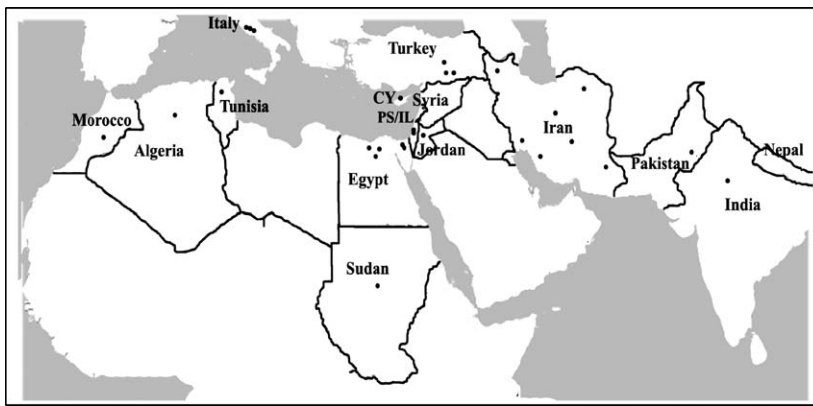 Italy
Turkey
CY
Syria
Tunisia
PS/IL
Morocco
Iran
Algeria
Jordan
Pakistan
Nepal
Egypt
India
Sudan